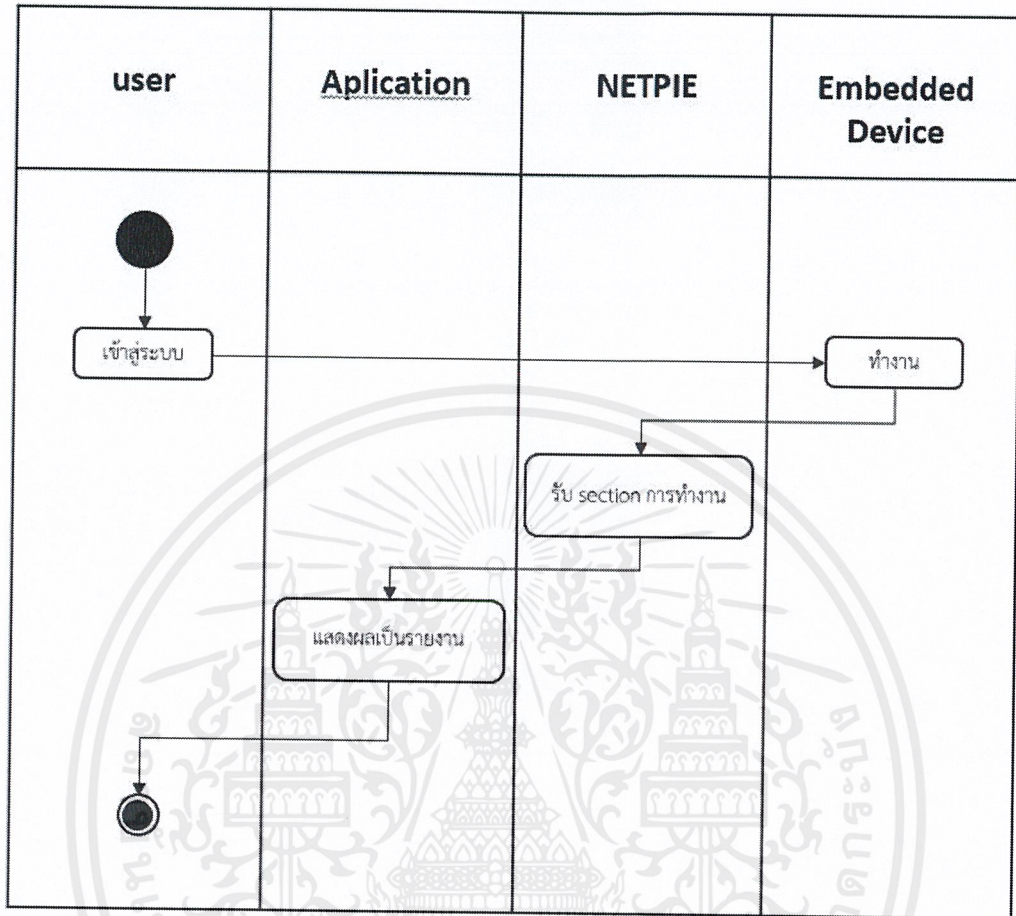 user
Aplication
NETPIE
Embedded
Device
เข้าสู่ระบบ
ทำงาน
รับ section การทำงาน
แสดงผลเป็นรายงาน